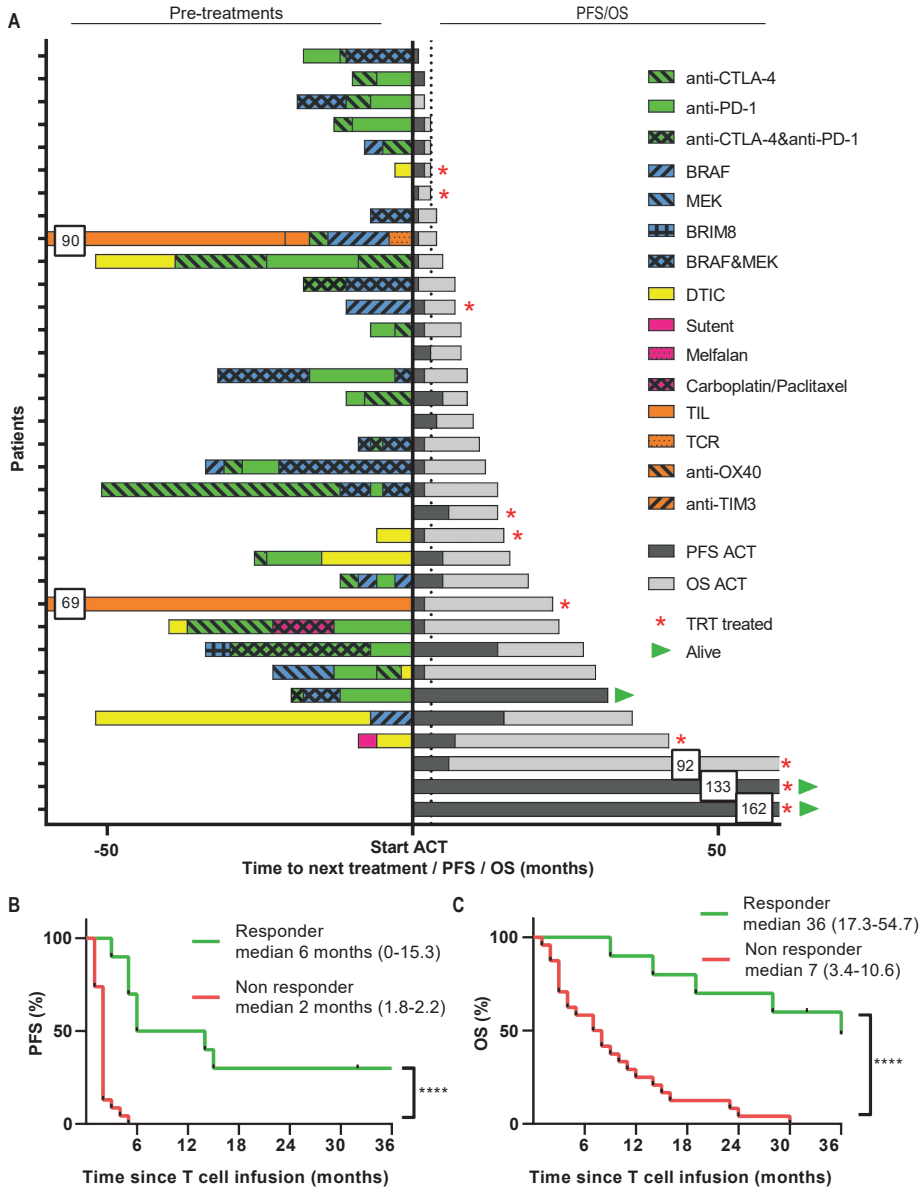 A
Pre-treatments
PFS/OS
anti-CTLA-4
anti-PD-1
anti-CTLA-4&anti-PD-1
BRAF
MEK
BRIM8
BRAF&MEK
DTIC
Sutent
Melfalan
Carboplatin/Paclitaxel
TIL
TCR
anti-OX40
anti-TIM3
PFS ACT
OS ACT
* TRT treated
Alive
Patients
90
*
*
*
*
*
69
*
*
92
*
133
*
162
*
-50
Start ACT
50
Time to next treatment / PFS / OS (months)
B
Responder
median 6 months (0-15.3)
Non responder
median 2 months (1.8-2.2)
PFS (%)
100
50
0
6
12
18
24
30
36
****
Time since T cell infusion (months)
C
Responder
median 36 (17.3-54.7)
Non responder
median 7 (3.4-10.6)
OS (%)
100
50
0
6
12
18
24
30
36
****
Time since T cell infusion (months)